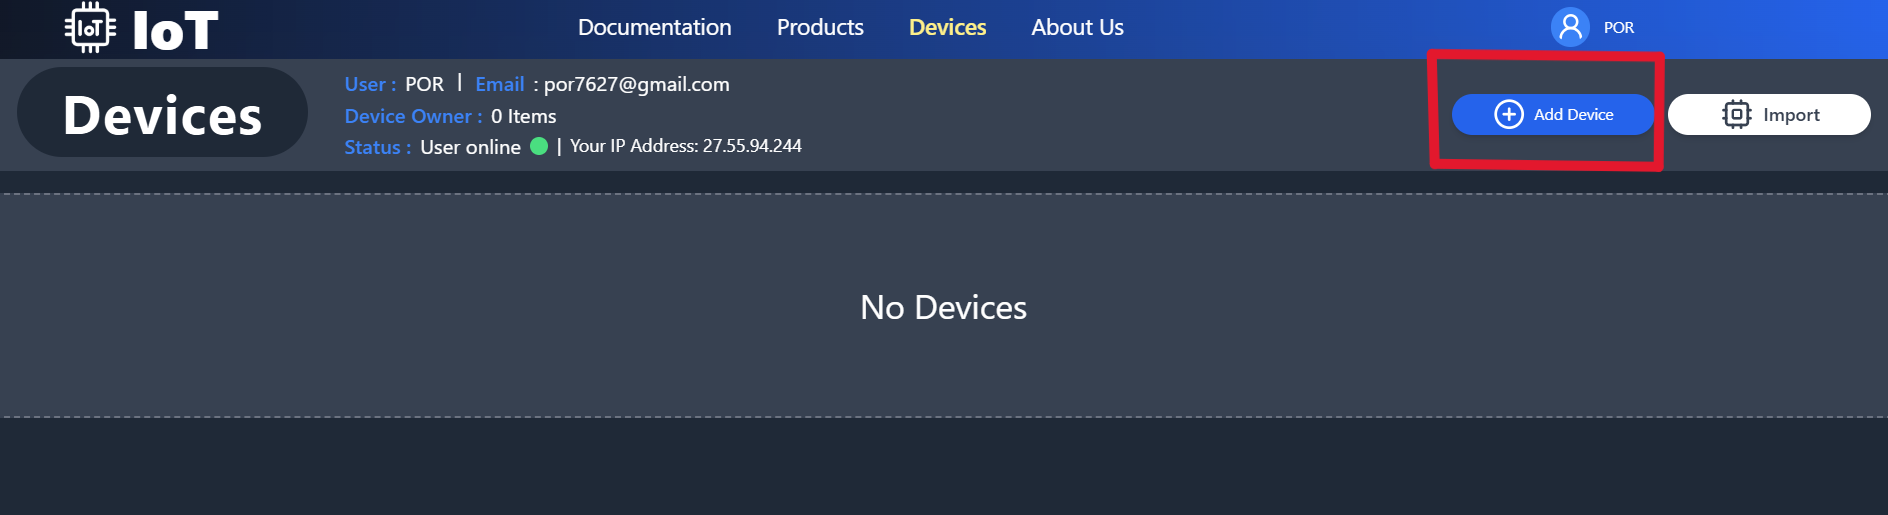 IoT IoT Documentation Products Devices About Us POR
Devices
User : POR | Email : por7627@gmail.com
Device Owner : 0 Items
Status : User online | Your IP Address: 27.55.94.244
Add Device
Import
No Devices